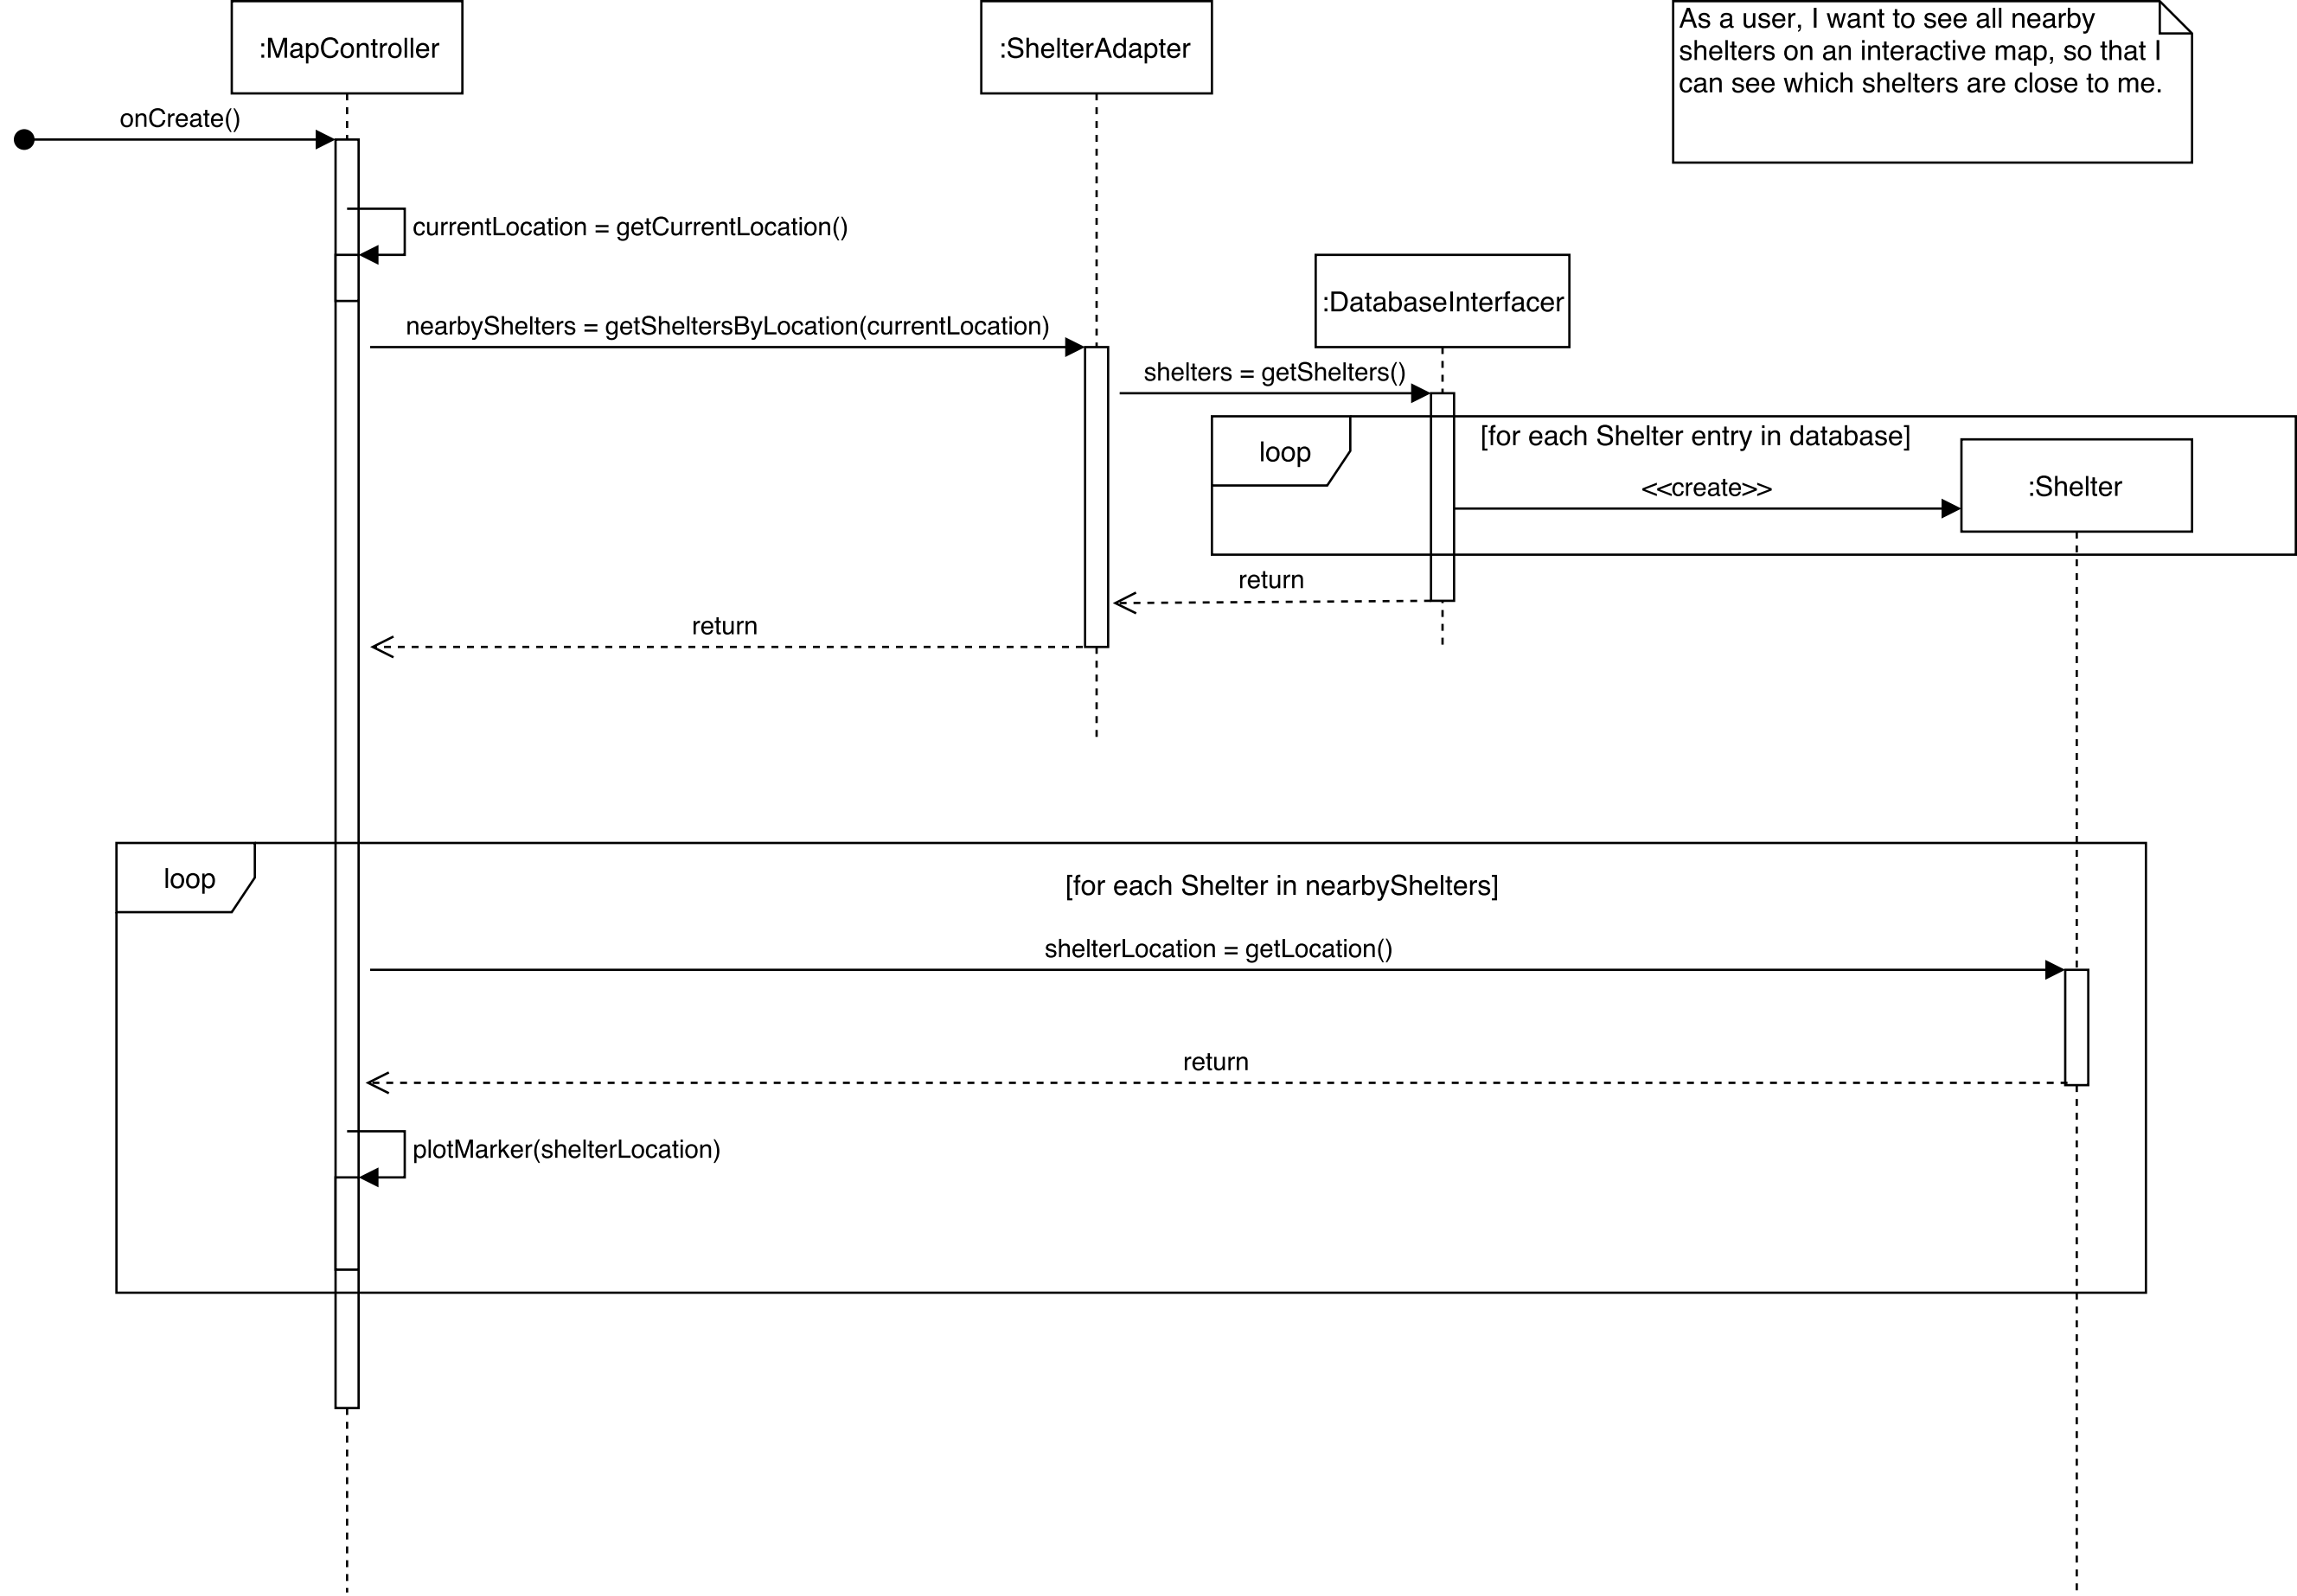 :MapController
:ShelterAdapter
As a user, I want to see all nearby
shelters on an interactive map, so that I
can see which shelters are close to me.
onCreate()
currentLocation = getCurrentLocation()
:DatabaseInterfacer
nearbyShelters = getSheltersByLocation(currentLocation)
shelters = getShelters()
loop
[for each Shelter entry in database]
<<create>>
:Shelter
return
return
loop
[for each Shelter in nearbyShelters]
shelterLocation = getLocation()
return
plotMarker(shelterLocation)